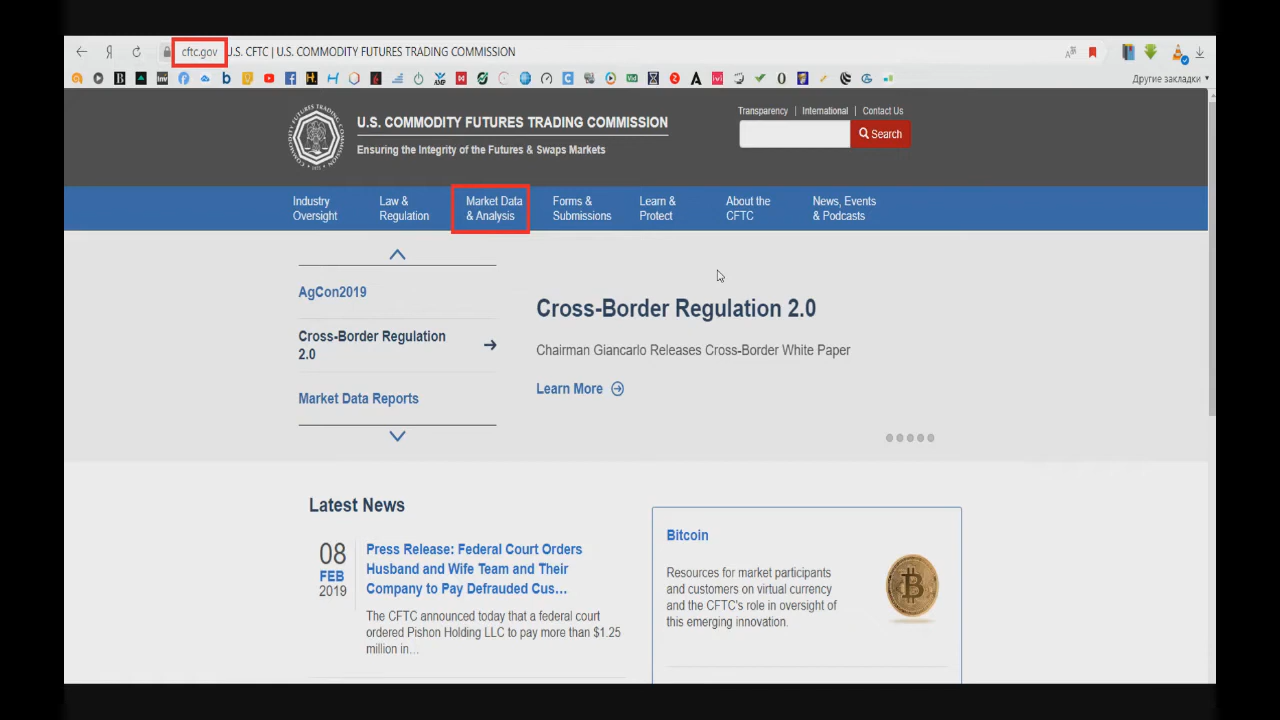 cftc.gov U.S. CFTC | U.S. COMMODITY FUTURES TRADING COMMISSION
Другие закладки
Transparency | International | Contact Us
U.S. COMMODITY FUTURES TRADING COMMISSION
Search
Ensuring the Integrity of the Futures & Swaps Markets
Industry
Oversight
Law &
Regulation
Market Data
& Analysis
Forms &
Submissions
Learn &
Protect
About the
CFTC
News, Events
& Podcasts
AgCon2019
Cross-Border Regulation
2.0
Market Data Reports
Cross-Border Regulation 2.0
Chairman Giancarlo Releases Cross-Border White Paper
Learn More
Latest News
08
FEB
2019
Press Release: Federal Court Orders
Husband and Wife Team and Their
Company to Pay Defrauded Cus...
The CFTC announced today that a federal court
ordered Pishon Holding LLC to pay more than $1.25
million in...
Bitcoin
Resources for market participants
and customers on virtual currency
and the CFTC's role in oversight of
this emerging innovation.